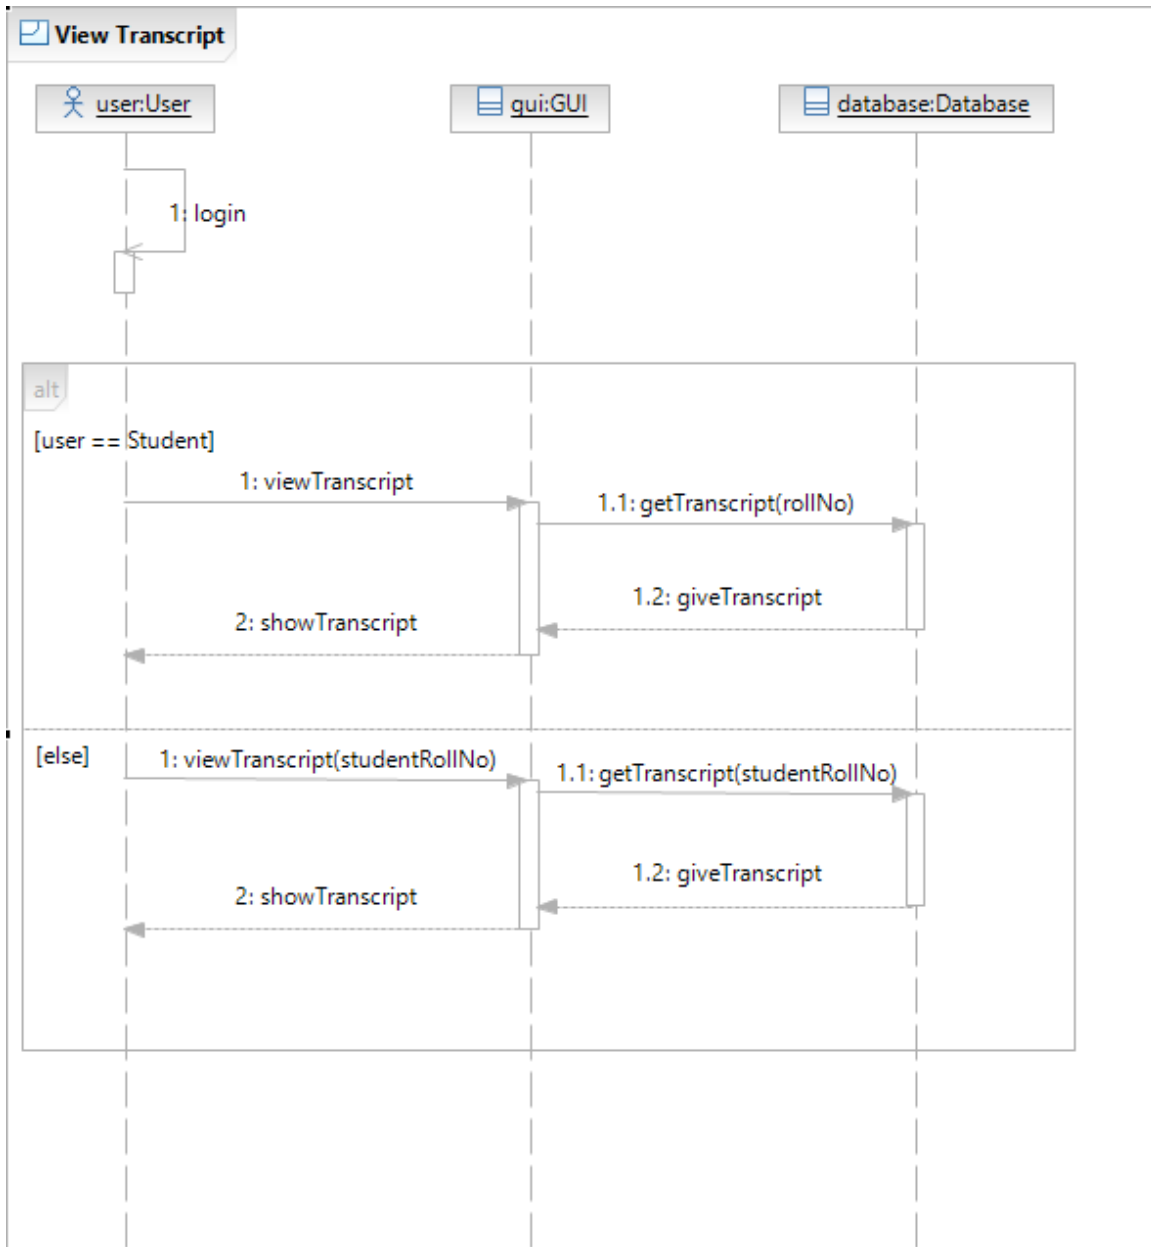 View Transcript
user:User
gui:GUI
database:Database
1: login
alt
[user == Student]
1: viewTranscript
1.1: getTranscript(rollNo)
1.2: giveTranscript
2: showTranscript
[else]
1: viewTranscript(studentRollNo)
1.1: getTranscript(studentRollNo)
1.2: giveTranscript
2: showTranscript